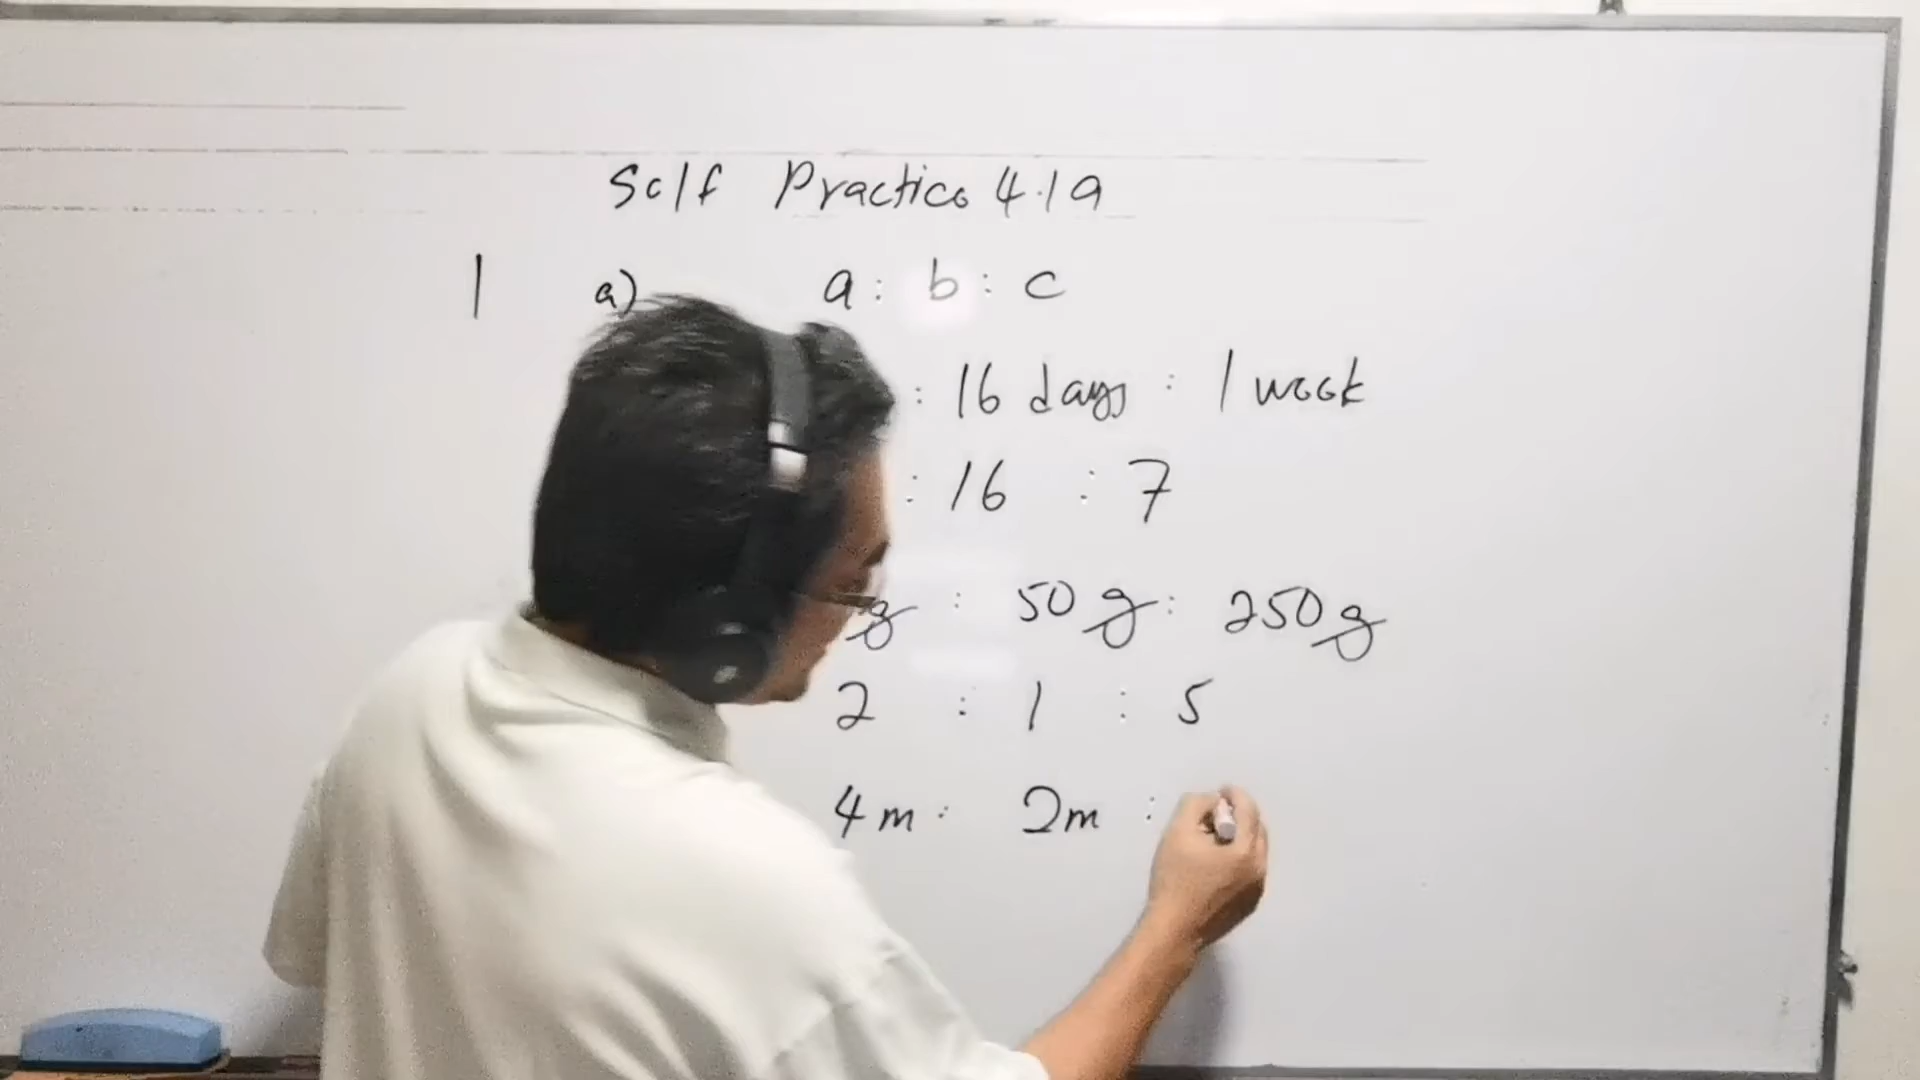 Self Practice 4.1a
1 a) a : b : c
: 16 days : 1 week
: 16 : 7
g : 50 g : 250 g
2 : 1 : 5
4 m : 2m :